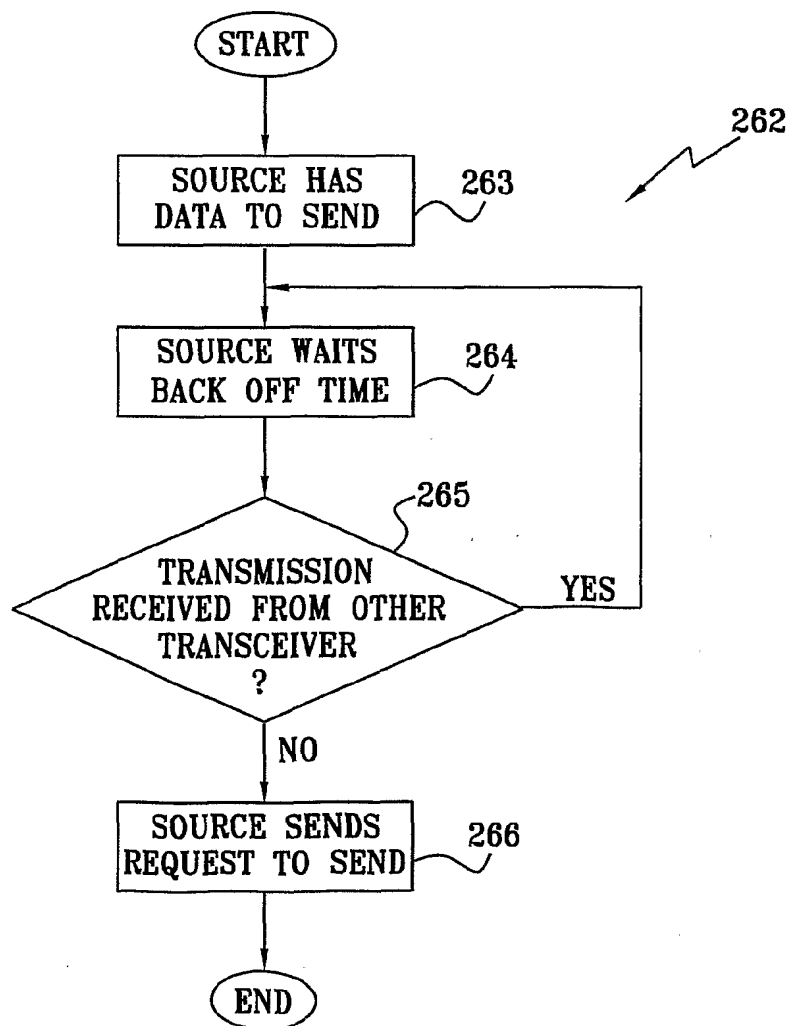 START
262
SOURCE HAS
DATA TO SEND
263
SOURCE WAITS
BACK OFF TIME
264
265
TRANSMISSION
RECEIVED FROM OTHER
TRANSCEIVER
?
YES
NO
SOURCE SENDS
REQUEST TO SEND
266
END